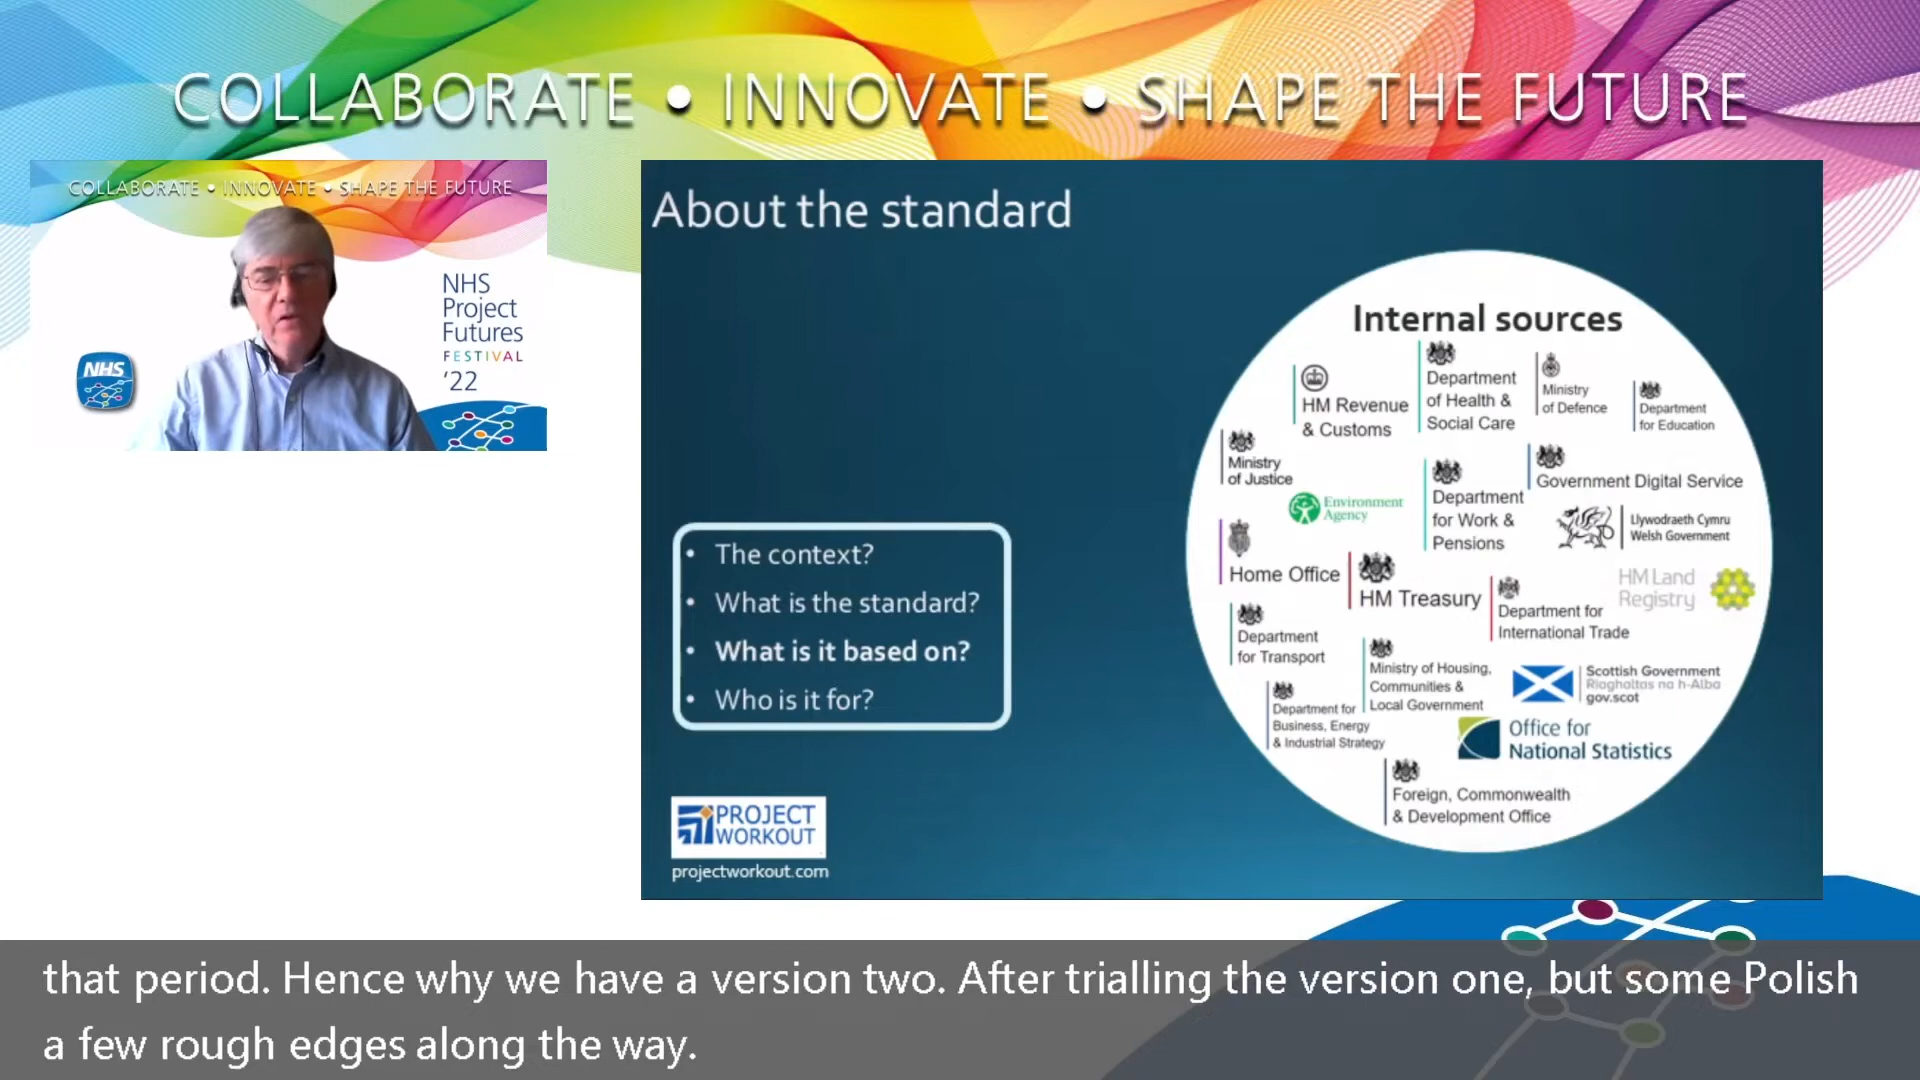 COLLABORATE • INNOVATE • SHAPE THE FUTURE
COLLABORATE • INNOVATE • SHAPE THE FUTURE
NHS
Project
Futures
FESTIVAL
'22
NHS
About the standard
• The context?
• What is the standard?
• What is it based on?
• Who is it for?
PROJECT
WORKOUT
projectworkout.com
Internal sources
HM Revenue
& Customs
Department
of Health &
Social Care
Ministry
of Defence
Department
for Education
Ministry
of Justice
Environment
Agency
Department
for Work &
Pensions
Government Digital Service
Llywodraeth Cymru
Welsh Government
Home Office
HM Treasury
Department for
International Trade
HM Land
Registry
Department
for Transport
Ministry of Housing,
Communities &
Local Government
Scottish Government
Riaghaltas na h-Alba
gov.scot
Department for
Business, Energy
& Industrial Strategy
Office for
National Statistics
Foreign, Commonwealth
& Development Office
that period. Hence why we have a version two. After trialling the version one, but some Polish
a few rough edges along the way.